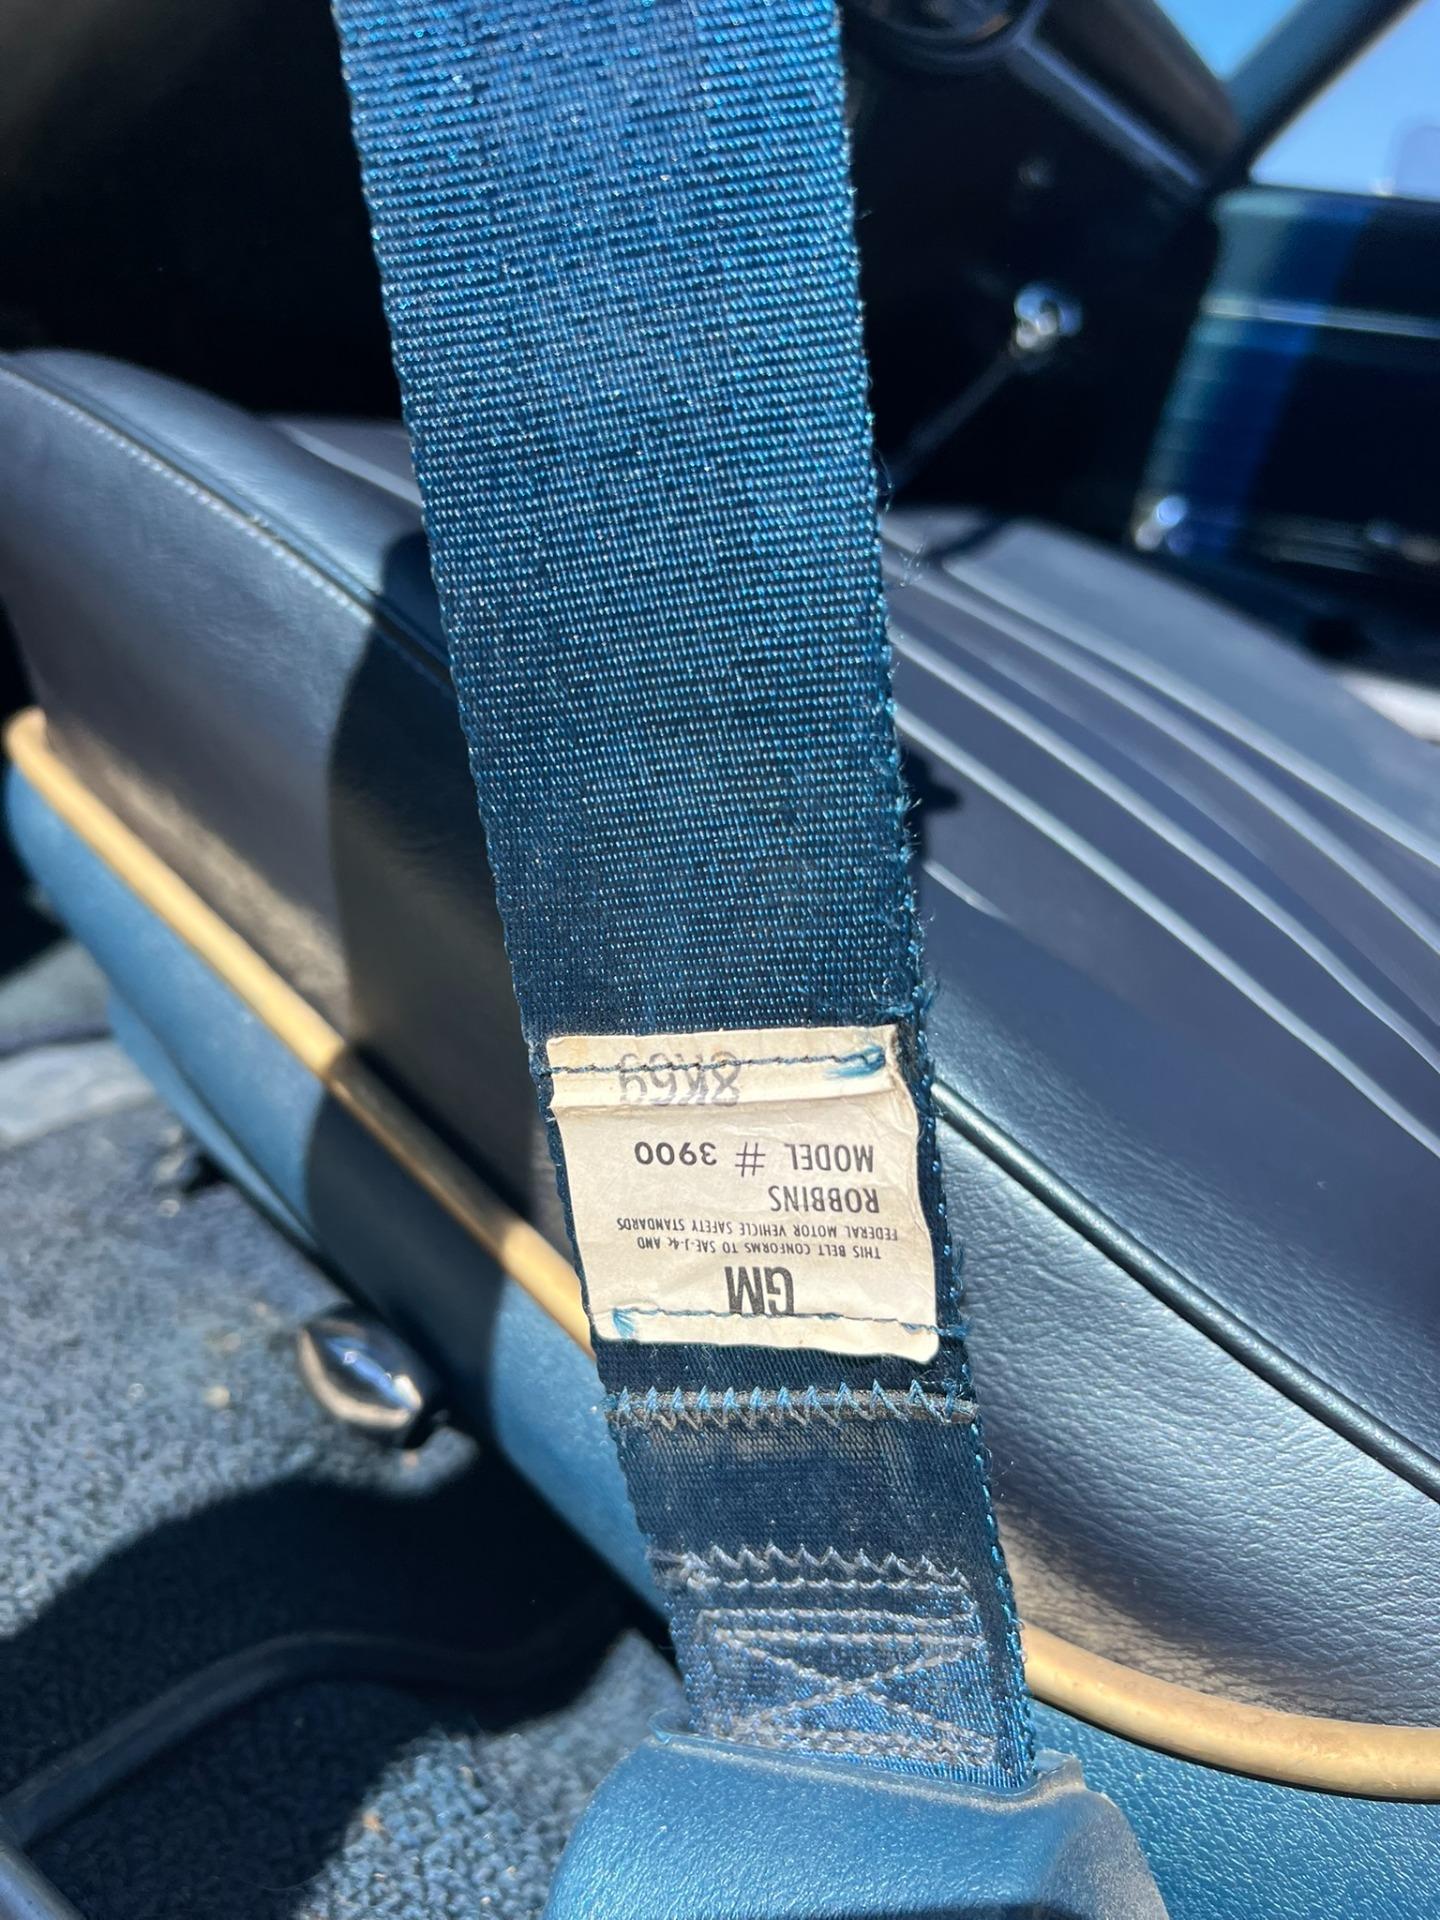 GM
THIS BELT CONFORMS TO SAE-J-4c AND
FEDERAL MOTOR VEHICLE SAFETY STANDARDS
ROBBINS
MODEL # 3900
8K69